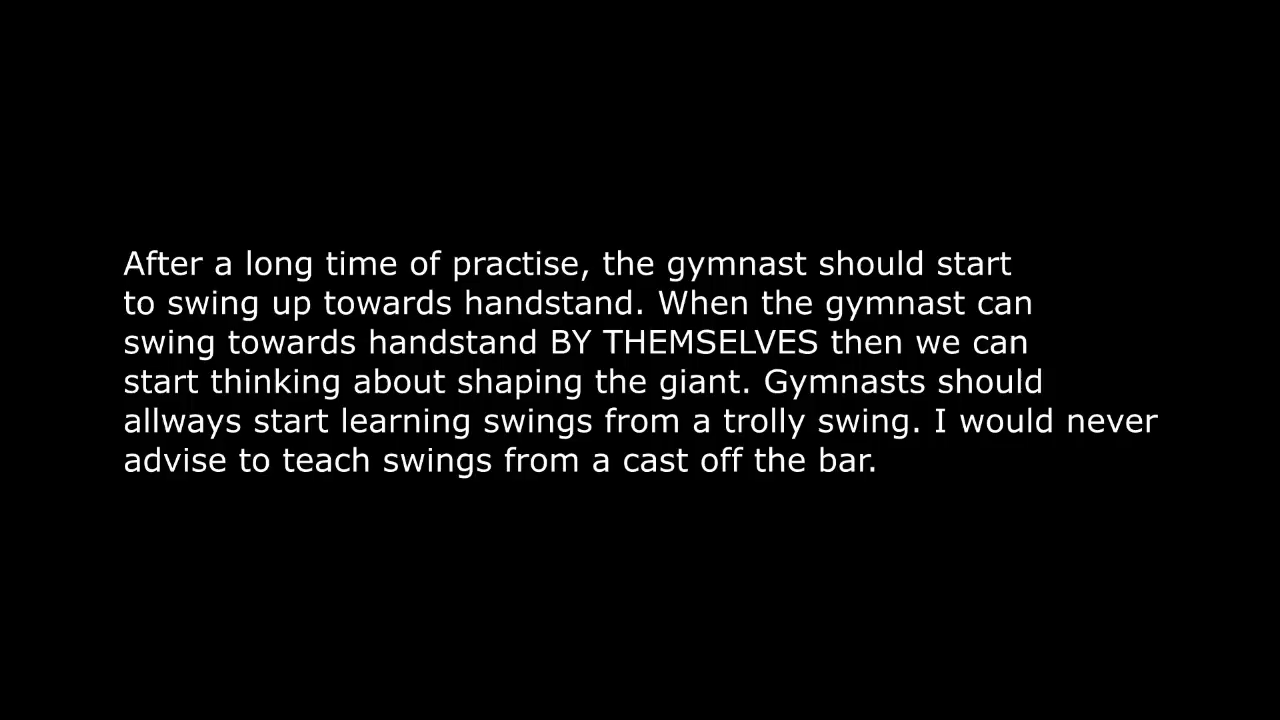 After a long time of practise, the gymnast should start
to swing up towards handstand. When the gymnast can
swing towards handstand BY THEMSELVES then we can
start thinking about shaping the giant. Gymnasts should
allways start learning swings from a trolly swing. I would never
advise to teach swings from a cast off the bar.